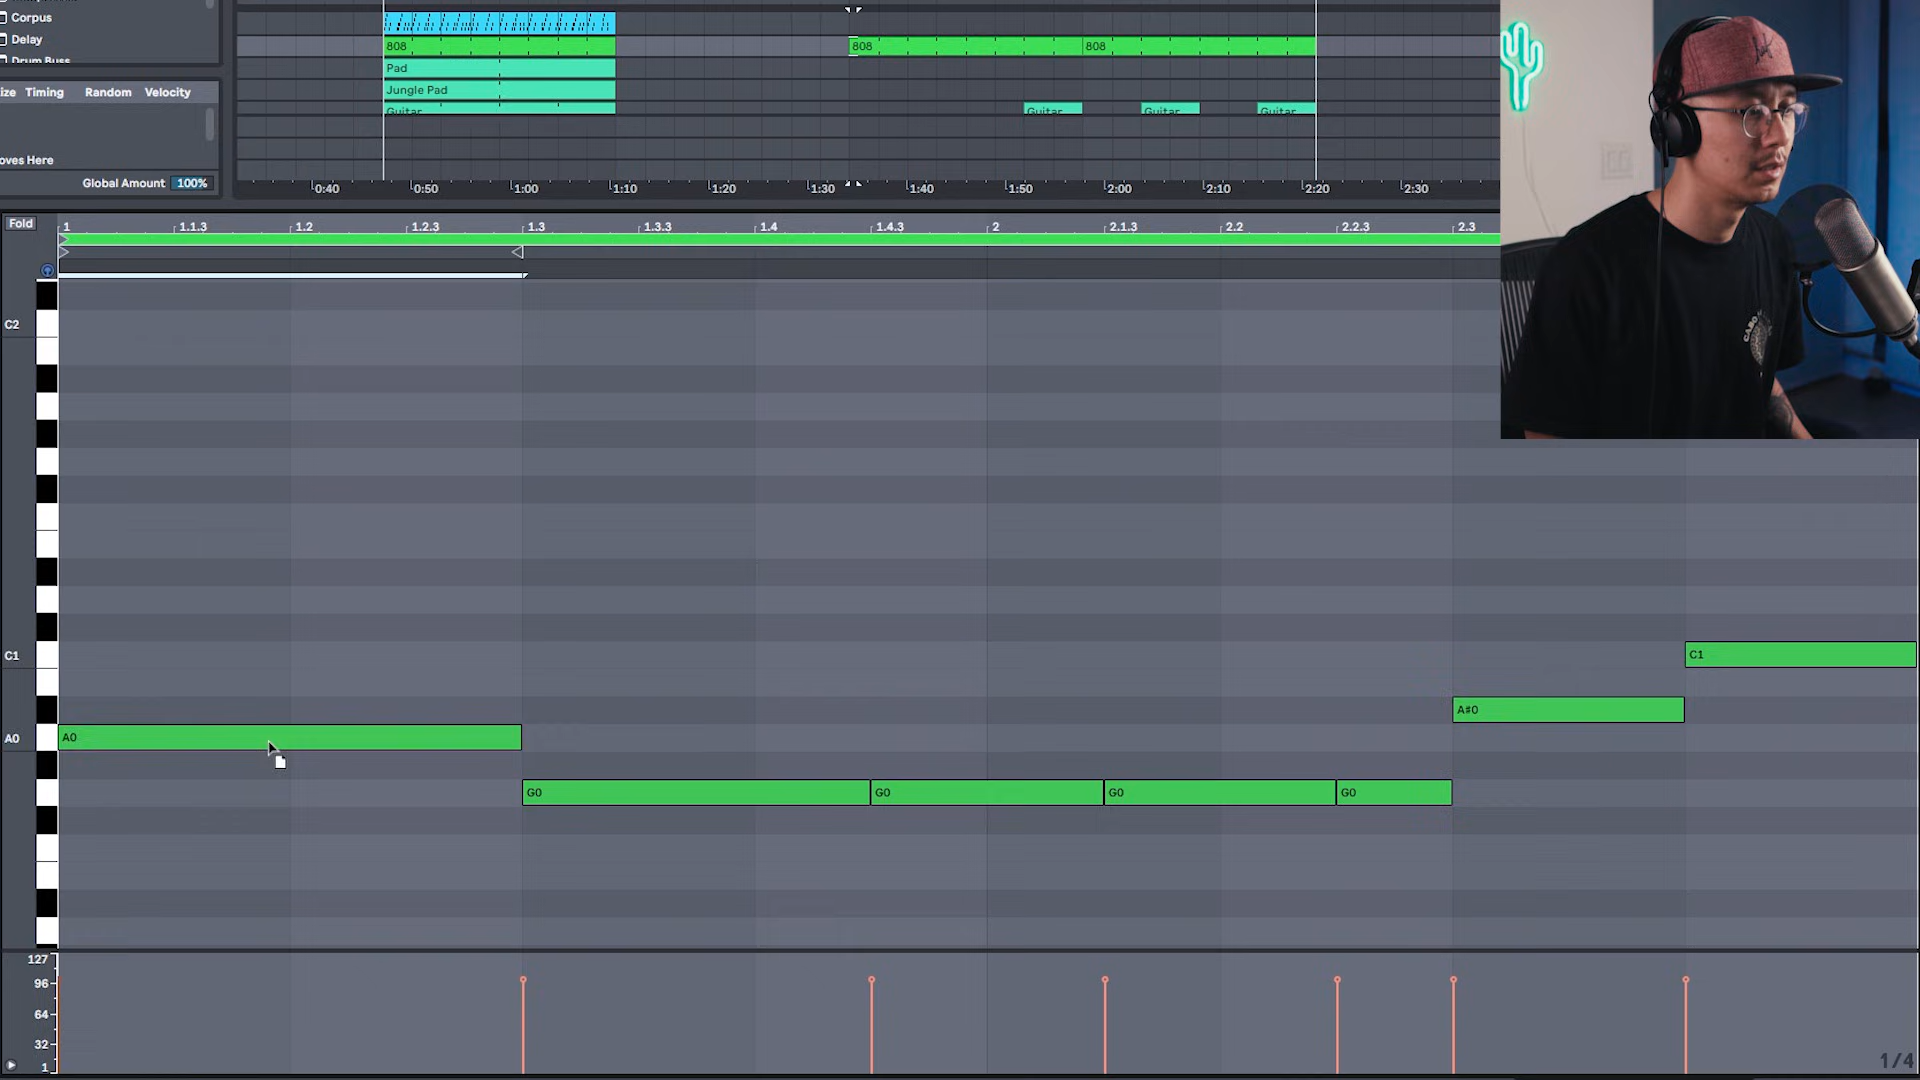 Corpus
Delay
Drum Buss
ize Timing Random Velocity
oves Here
Global Amount 100%
808
Pad
Jungle Pad
Guitar
808 808
Guitar Guitar Guitar
0:40 0:50 1:00 1:10 1:20 1:30 1:40 1:50 2:00 2:10 2:20 2:30
Fold
1 1.1.3 1.2 1.2.3 1.3 1.3.3 1.4 1.4.3 2 2.1.3 2.2 2.2.3 2.3
C2
C1
C1
A#0
A0
A0
G0 G0 G0 G0
127
96
64
32
1
1/4